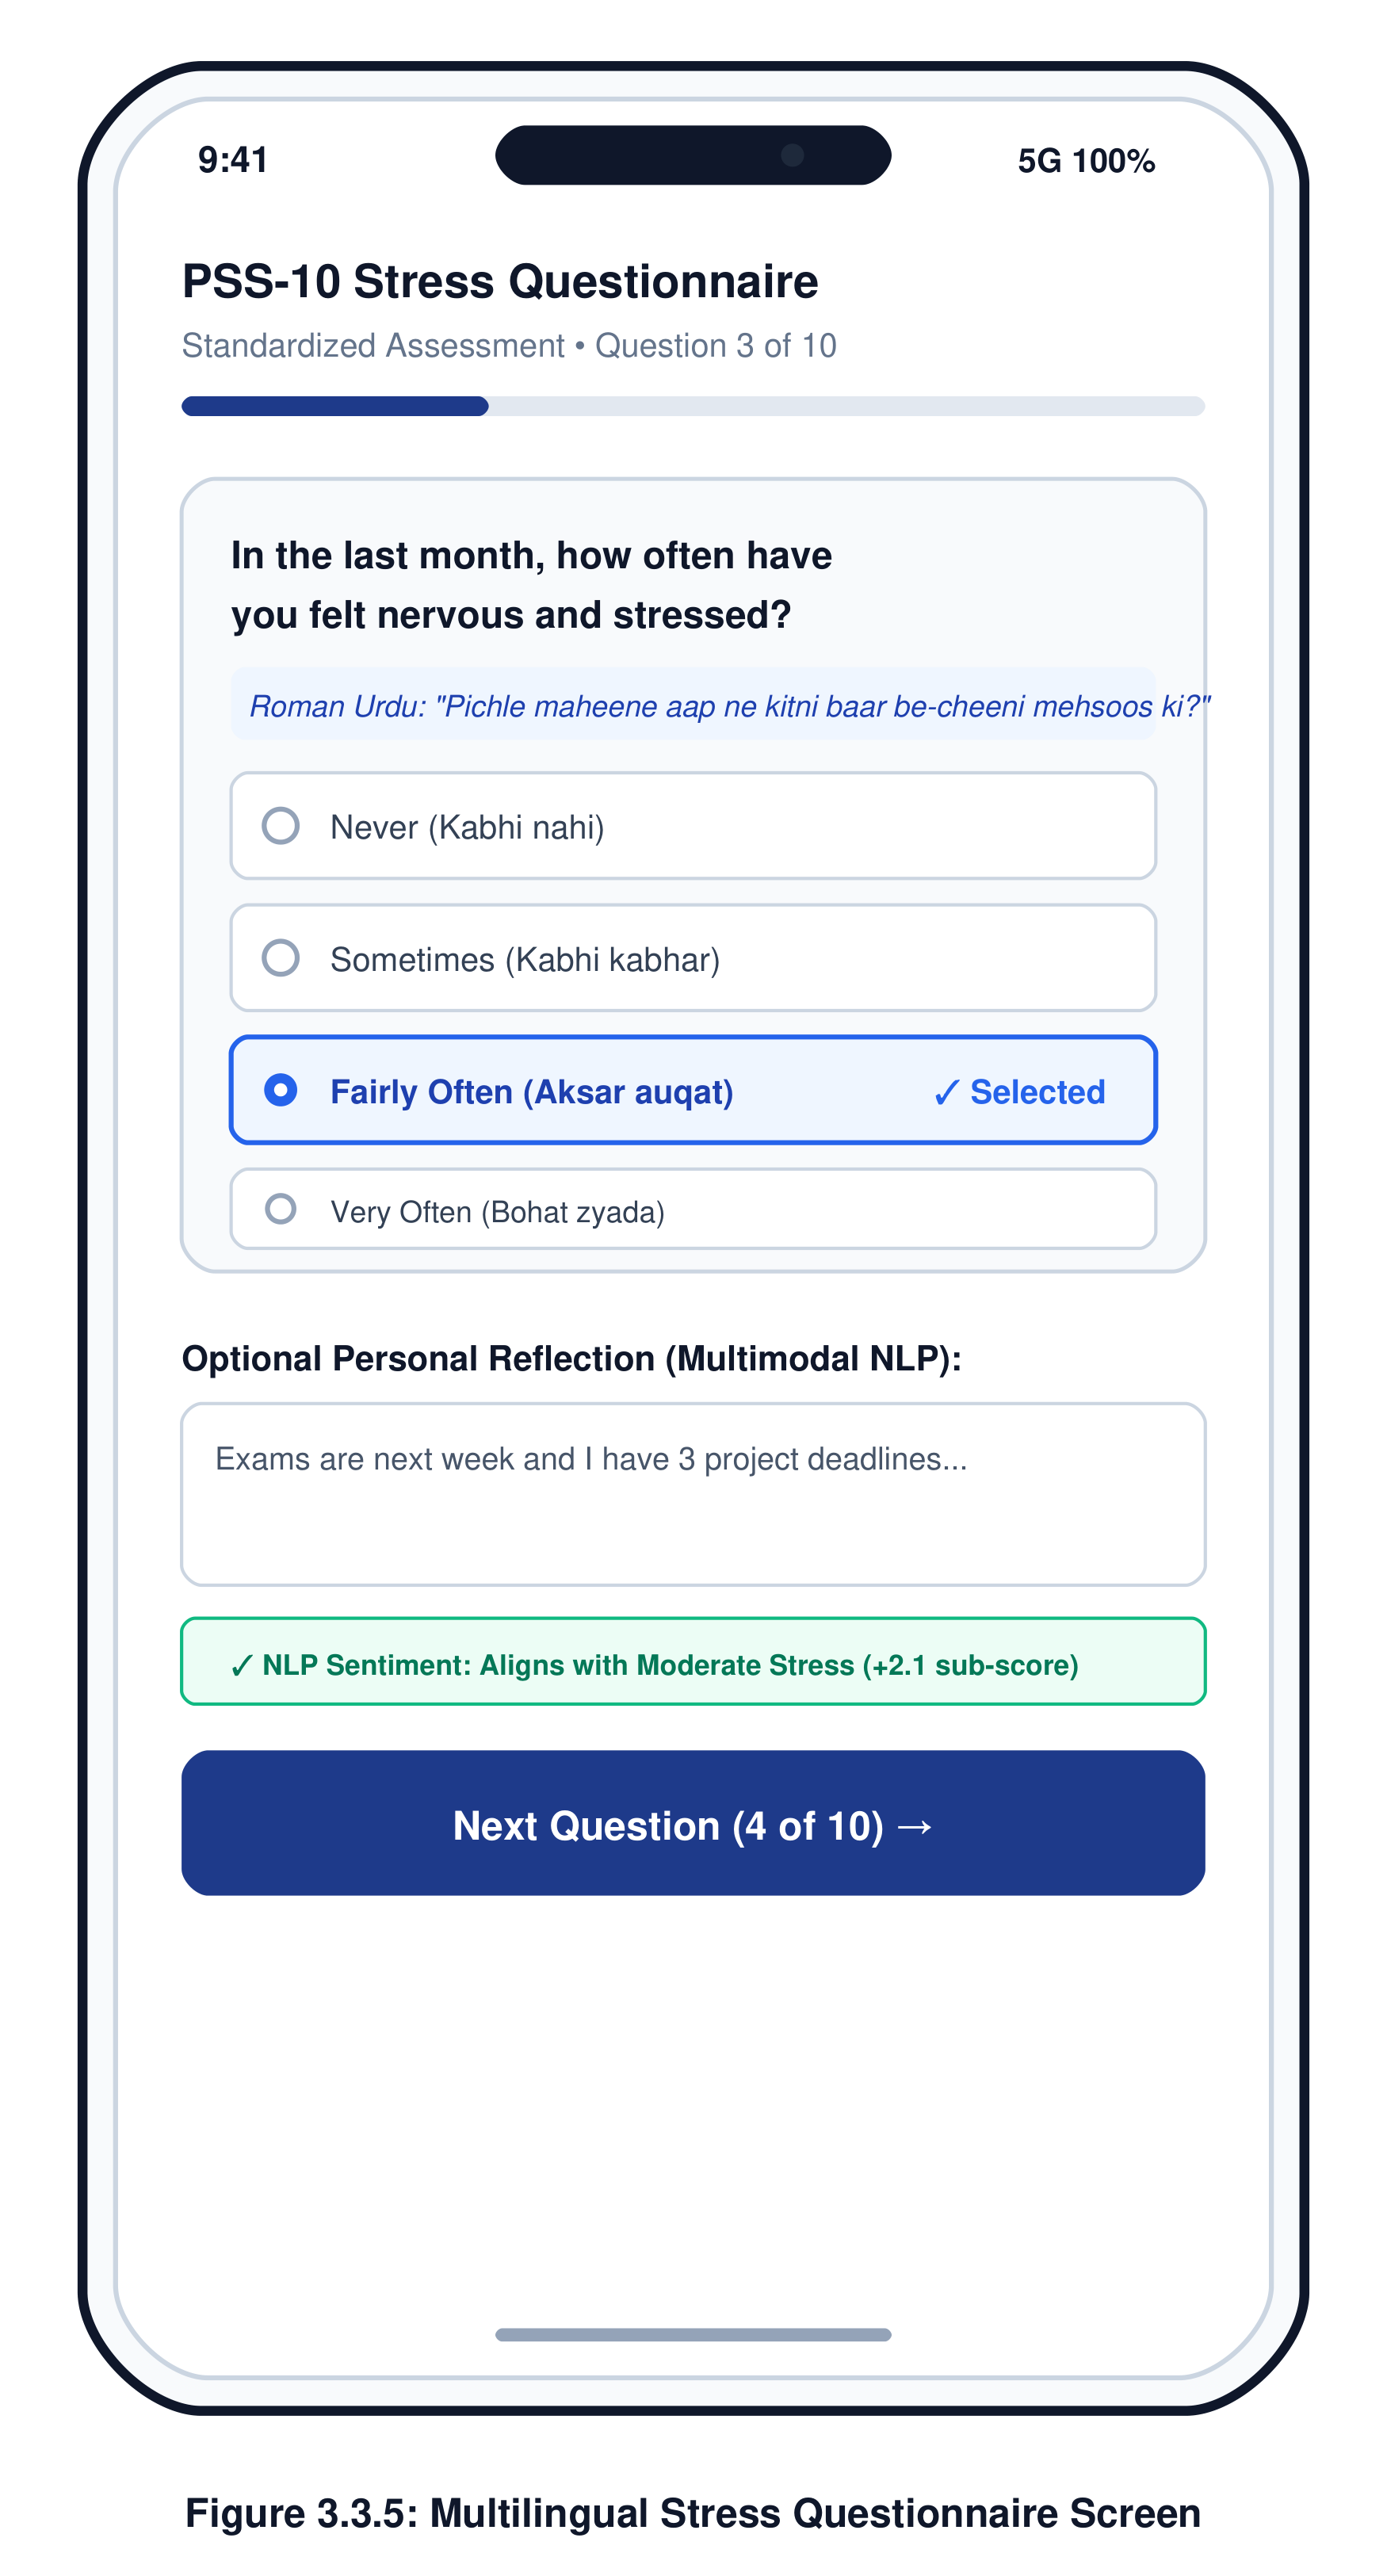 9:41
5G 100%
PSS-10 Stress Questionnaire
Standardized Assessment • Question 3 of 10
In the last month, how often have
you felt nervous and stressed?
Roman Urdu: "Pichle maheene aap ne kitni baar be-cheeni mehsoos ki?"
Never (Kabhi nahi)
Sometimes (Kabhi kabhar)
Fairly Often (Aksar auqat) ✓ Selected
Very Often (Bohat zyada)
Optional Personal Reflection (Multimodal NLP):
Exams are next week and I have 3 project deadlines...
✓ NLP Sentiment: Aligns with Moderate Stress (+2.1 sub-score)
Next Question (4 of 10) →
Figure 3.3.5: Multilingual Stress Questionnaire Screen